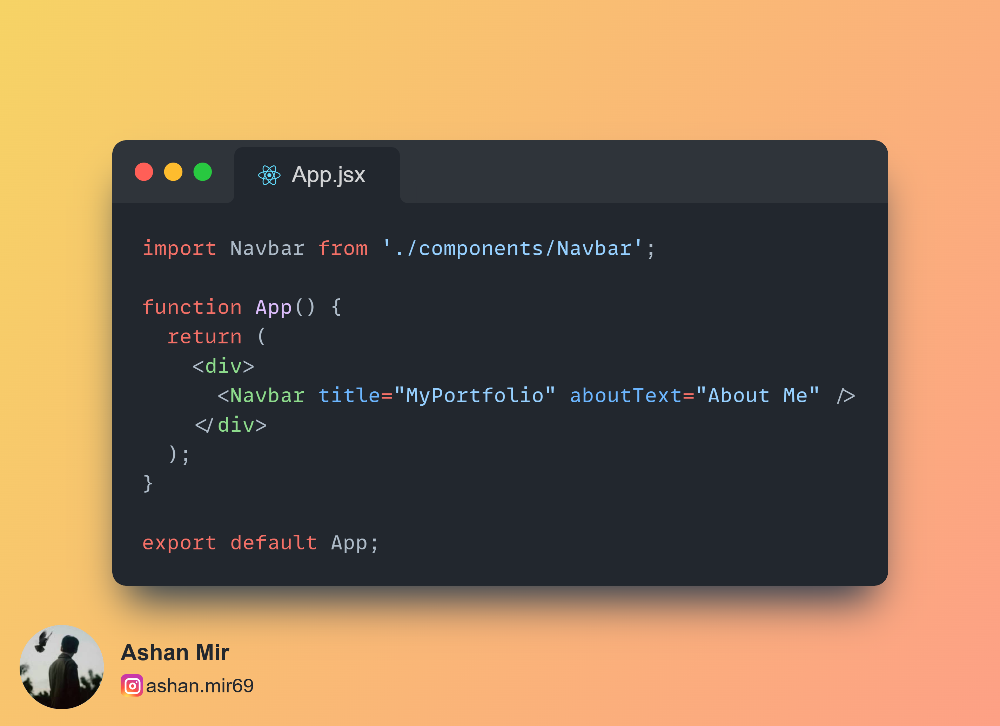 App.jsx
import Navbar from './components/Navbar';
function App() {
  return (
    <div>
      <Navbar title="MyPortfolio" aboutText="About Me" />
    </div>
  );
}
export default App;
Ashan Mir
ashan.mir69